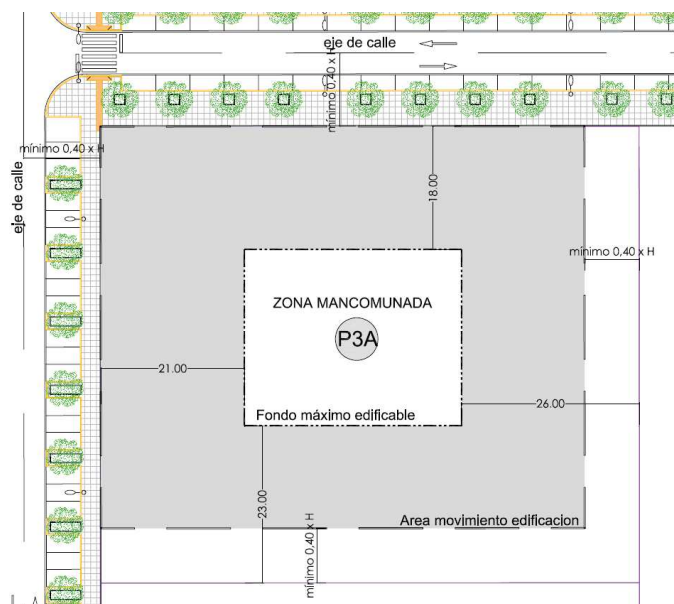 eje de calle
mínimo 0,40 x H
mínimo 0,40 x H
eje de calle
18.00
mínimo 0,40 x H
ZONA MANCOMUNADA
P3A
21.00
26.00
Fondo máximo edificable
23.00
Area movimiento edificacion
mínimo 0,40 x H